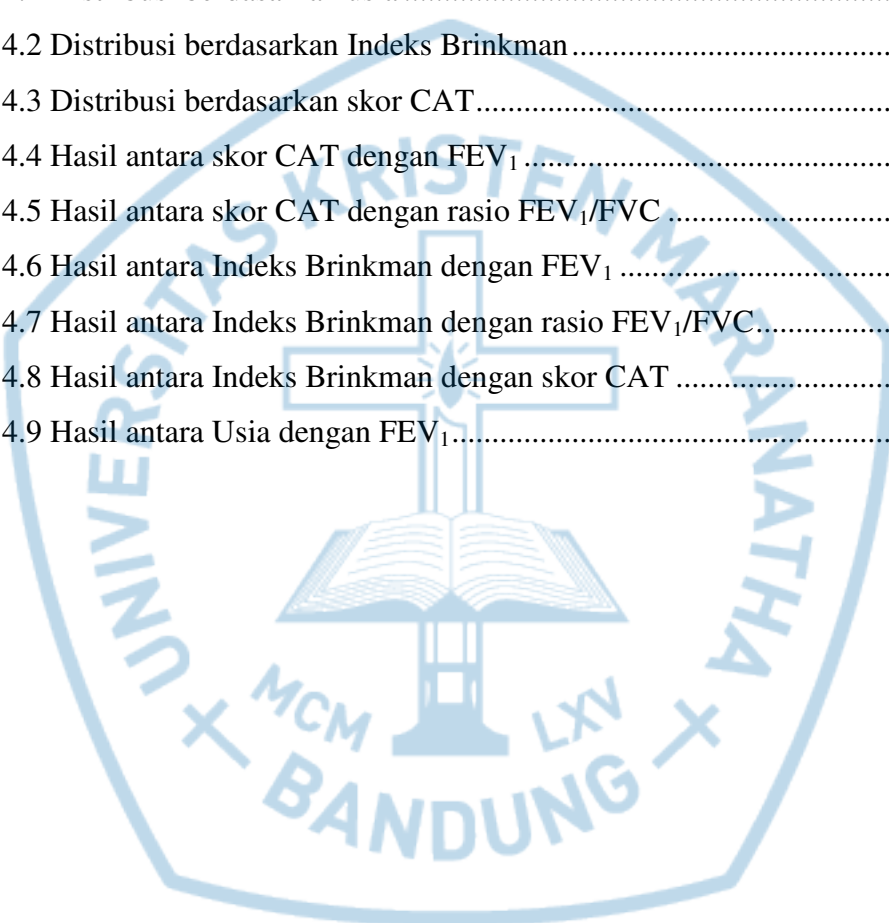 4.2 Distribusi berdasarkan Indeks Brinkman................................................
4.3 Distribusi berdasarkan skor CAT................................................
4.4 Hasil antara skor CAT dengan FEV₁................................................
4.5 Hasil antara skor CAT dengan rasio FEV₁/FVC................................................
4.6 Hasil antara Indeks Brinkman dengan FEV₁................................................
4.7 Hasil antara Indeks Brinkman dengan rasio FEV₁/FVC................................................
4.8 Hasil antara Indeks Brinkman dengan skor CAT................................................
4.9 Hasil antara Usia dengan FEV₁................................................
UNIVERSITAS KRISTEN MARANATHA
MCM LXV
BANDUNG